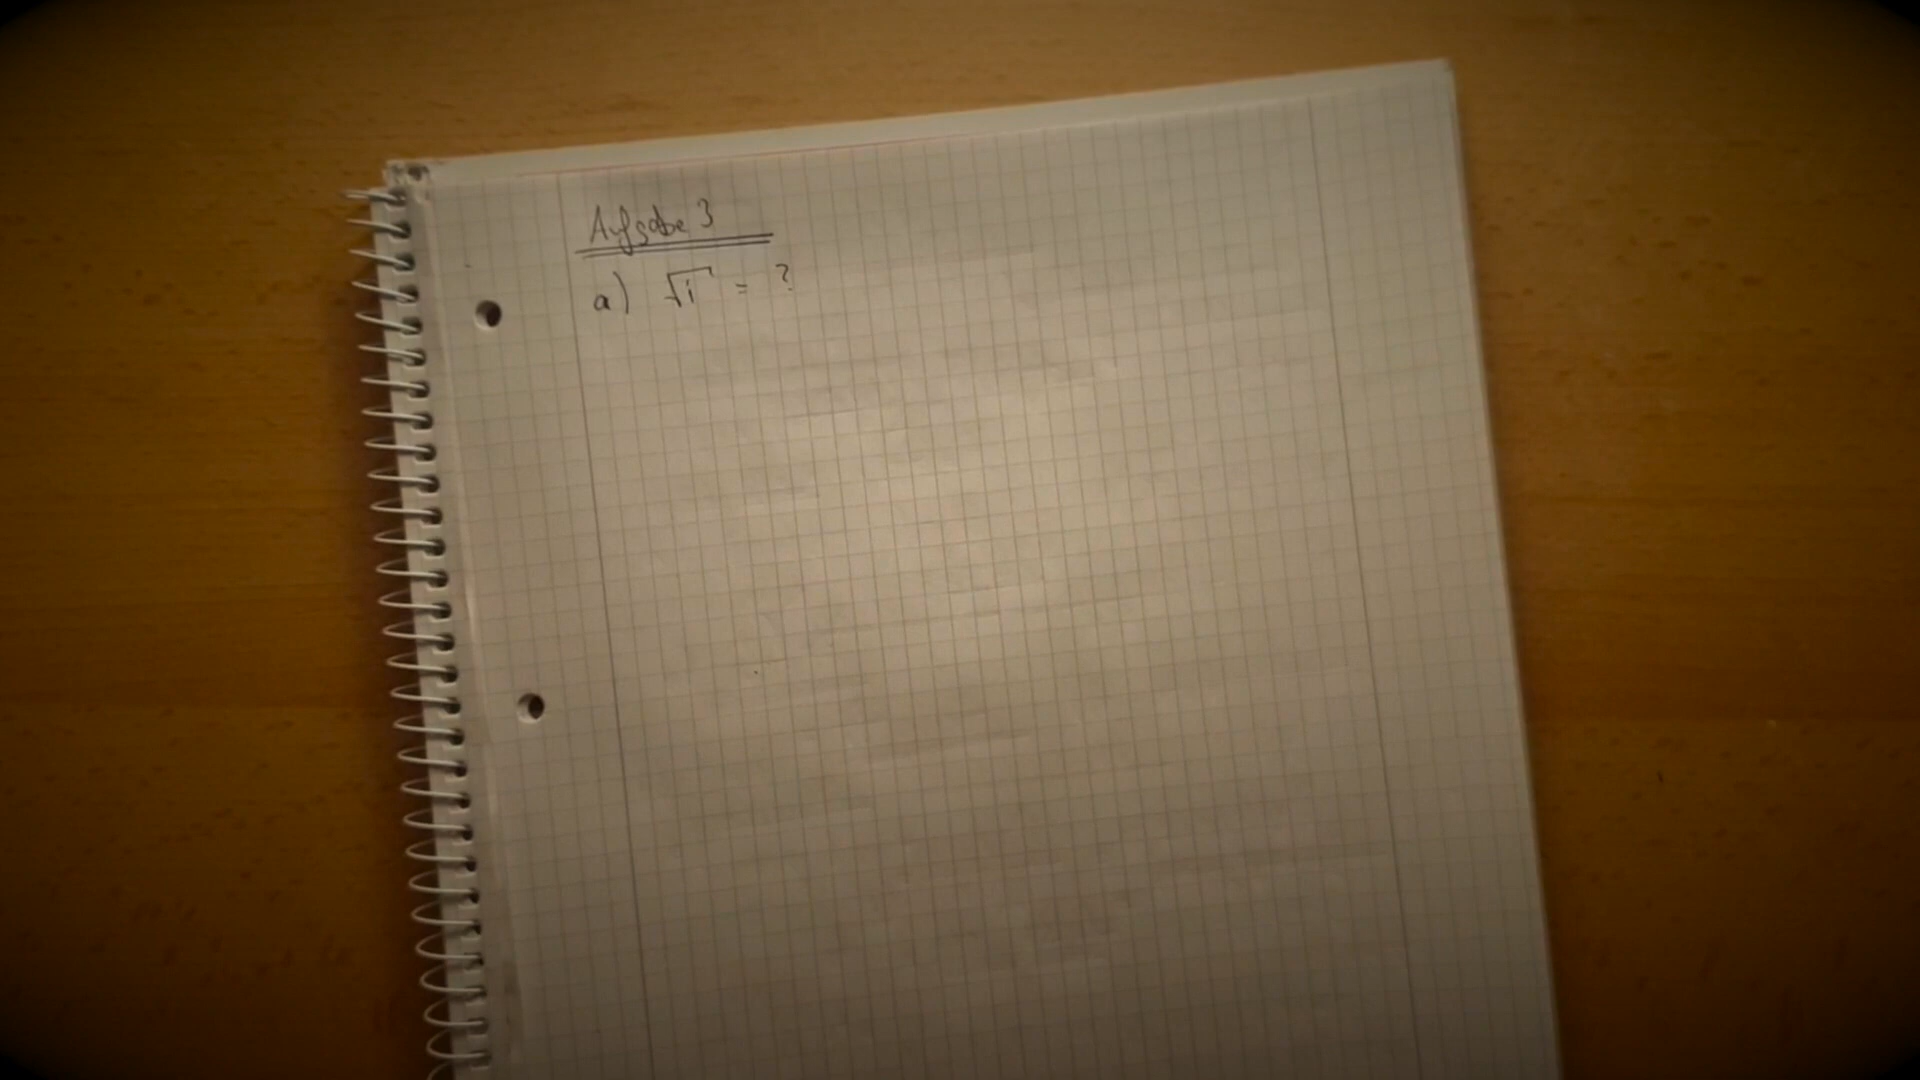 Aufgabe 3
a) √i = ?